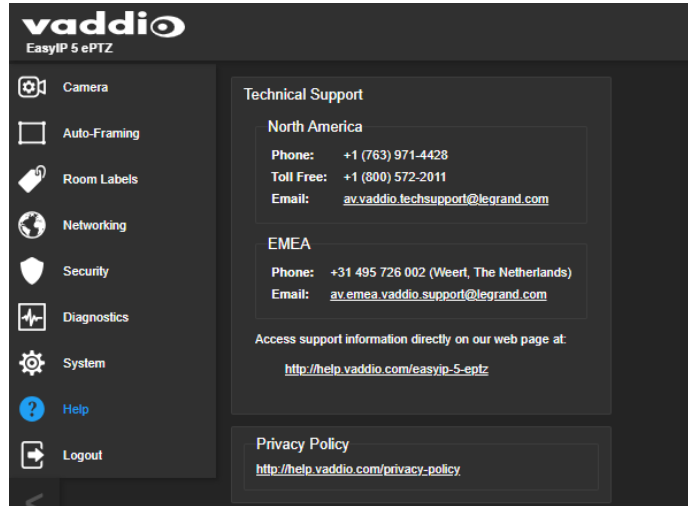 vaddio
EasyIP 5 ePTZ
Camera
Auto-Framing
Room Labels
Networking
Security
Diagnostics
System
Help
Logout
Technical Support
North America
Phone: +1 (763) 971-4428
Toll Free: +1 (800) 572-2011
Email: av.vaddio.techsupport@legrand.com
EMEA
Phone: +31 495 726 002 (Weert, The Netherlands)
Email: av.emea.vaddio.support@legrand.com
Access support information directly on our web page at:
http://help.vaddio.com/easyip-5-eptz
Privacy Policy
http://help.vaddio.com/privacy-policy